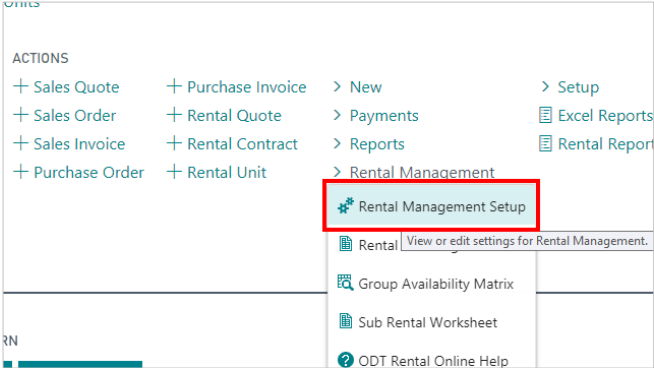 Units
ACTIONS
+ Sales Quote + Purchase Invoice > New > Setup
+ Sales Order + Rental Quote > Payments Excel Reports
+ Sales Invoice + Rental Contract > Reports Rental Report
+ Purchase Order + Rental Unit > Rental Management
Rental Management Setup
Rental View or edit settings for Rental Management.
Group Availability Matrix
Sub Rental Worksheet
RN
ODT Rental Online Help